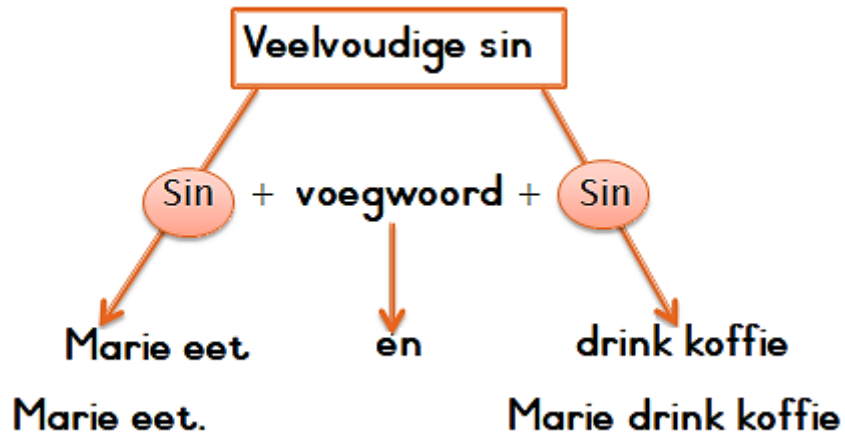 Veelvoudige sin
Sin + voegwoord + Sin
Marie eet en drink koffie
Marie eet. Marie drink koffie